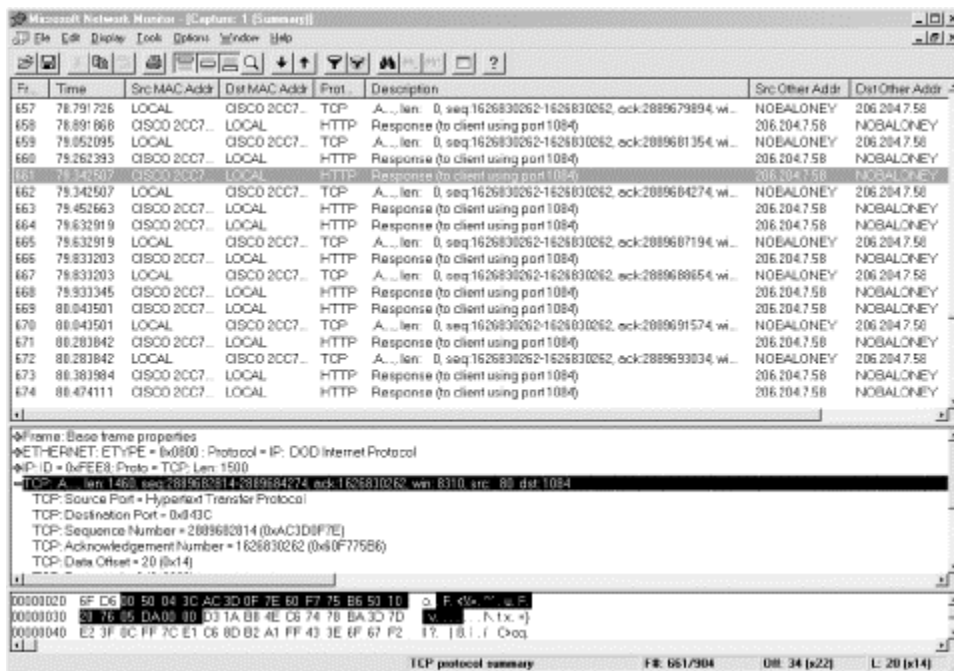 Microsoft Network Monitor - [Capture: 1 (Summary)]
File Edit Display Tools Options Window Help
Fr... Time Src MAC Addr Dst MAC Addr Prot... Description Src Other Addr Dst Other Addr
657 78.791726 LOCAL CISCO 2CC7... TCP .A...., len: 0, seq:1626830262-1626830262, ack:2889679894, wi... NOBALONEY 206.204.7.58
658 78.891868 CISCO 2CC7... LOCAL HTTP Response (to client using port 1084) 206.204.7.58 NOBALONEY
659 79.052095 LOCAL CISCO 2CC7... TCP .A...., len: 0, seq:1626830262-1626830262, ack:2889681354, wi... NOBALONEY 206.204.7.58
660 79.262393 CISCO 2CC7... LOCAL HTTP Response (to client using port 1084) 206.204.7.58 NOBALONEY
661 79.342507 CISCO 2CC7... LOCAL HTTP Response (to client using port 1084) 206.204.7.58 NOBALONEY
662 79.342507 LOCAL CISCO 2CC7... TCP .A...., len: 0, seq:1626830262-1626830262, ack:2889684274, wi... NOBALONEY 206.204.7.58
663 79.452663 CISCO 2CC7... LOCAL HTTP Response (to client using port 1084) 206.204.7.58 NOBALONEY
664 79.632919 CISCO 2CC7... LOCAL HTTP Response (to client using port 1084) 206.204.7.58 NOBALONEY
665 79.632919 LOCAL CISCO 2CC7... TCP .A...., len: 0, seq:1626830262-1626830262, ack:2889687194, wi... NOBALONEY 206.204.7.58
666 79.833203 CISCO 2CC7... LOCAL HTTP Response (to client using port 1084) 206.204.7.58 NOBALONEY
667 79.833203 LOCAL CISCO 2CC7... TCP .A...., len: 0, seq:1626830262-1626830262, ack:2889688654, wi... NOBALONEY 206.204.7.58
668 79.933345 CISCO 2CC7... LOCAL HTTP Response (to client using port 1084) 206.204.7.58 NOBALONEY
669 80.043501 CISCO 2CC7... LOCAL HTTP Response (to client using port 1084) 206.204.7.58 NOBALONEY
670 80.043501 LOCAL CISCO 2CC7... TCP .A...., len: 0, seq:1626830262-1626830262, ack:2889691574, wi... NOBALONEY 206.204.7.58
671 80.283842 CISCO 2CC7... LOCAL HTTP Response (to client using port 1084) 206.204.7.58 NOBALONEY
672 80.283842 LOCAL CISCO 2CC7... TCP .A...., len: 0, seq:1626830262-1626830262, ack:2889693034, wi... NOBALONEY 206.204.7.58
673 80.383984 CISCO 2CC7... LOCAL HTTP Response (to client using port 1084) 206.204.7.58 NOBALONEY
674 80.474111 CISCO 2CC7... LOCAL HTTP Response (to client using port 1084) 206.204.7.58 NOBALONEY
Frame: Base frame properties
ETHERNET: ETYPE = 0x0800 : Protocol = IP: DOD Internet Protocol
IP: ID = 0xFEE8; Proto = TCP; Len: 1500
TCP: .A...., len: 1460, seq:2889682814-2889684274, ack:1626830262, win: 8310, src: 80 dst: 1084
TCP: Source Port = Hypertext Transfer Protocol
TCP: Destination Port = 0x043C
TCP: Sequence Number = 2889682814 (0xAC3D0F7E)
TCP: Acknowledgement Number = 1626830262 (0x60F775B6)
TCP: Data Offset = 20 (0x14)
00000020 6F D6 00 50 04 3C AC 3D 0F 7E 60 F7 75 B6 50 10
00000030 20 76 05 DA 00 00 D3 1A B8 4E C6 74 78 BA 3D 7D
00000040 E2 3F 0C FF 7C E1 C6 8D B2 A1 FF 43 3E 6F 67 F2
TCP protocol summary F#: 661/904 Off: 34 (x22) L: 20 (x14)